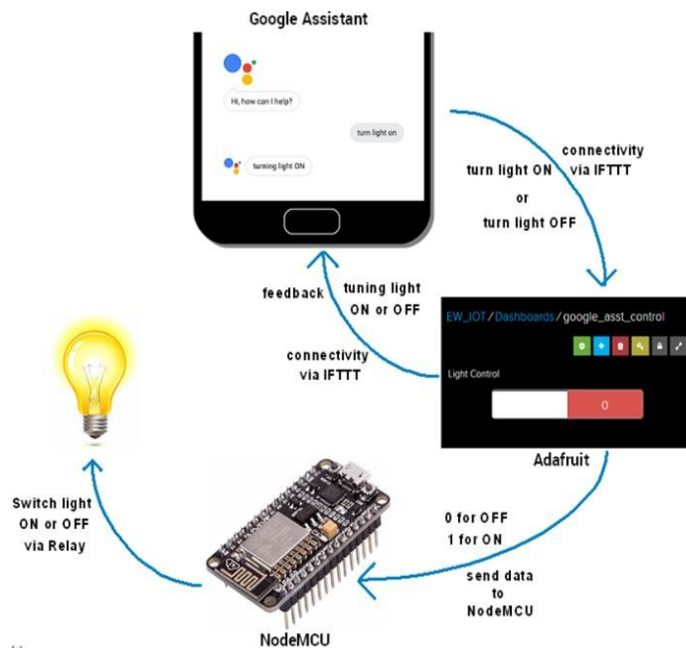 Google Assistant
Hi, how can I help?
turn light on
turning light ON
connectivity
via IFTTT
turn light ON
or
turn light OFF
feedback
tuning light
ON or OFF
connectivity
via IFTTT
EW_IOT / Dashboards / google_asst_control
Light Control
0
Adafruit
Switch light
ON or OFF
via Relay
0 for OFF
1 for ON
send data
to
NodeMCU
NodeMCU